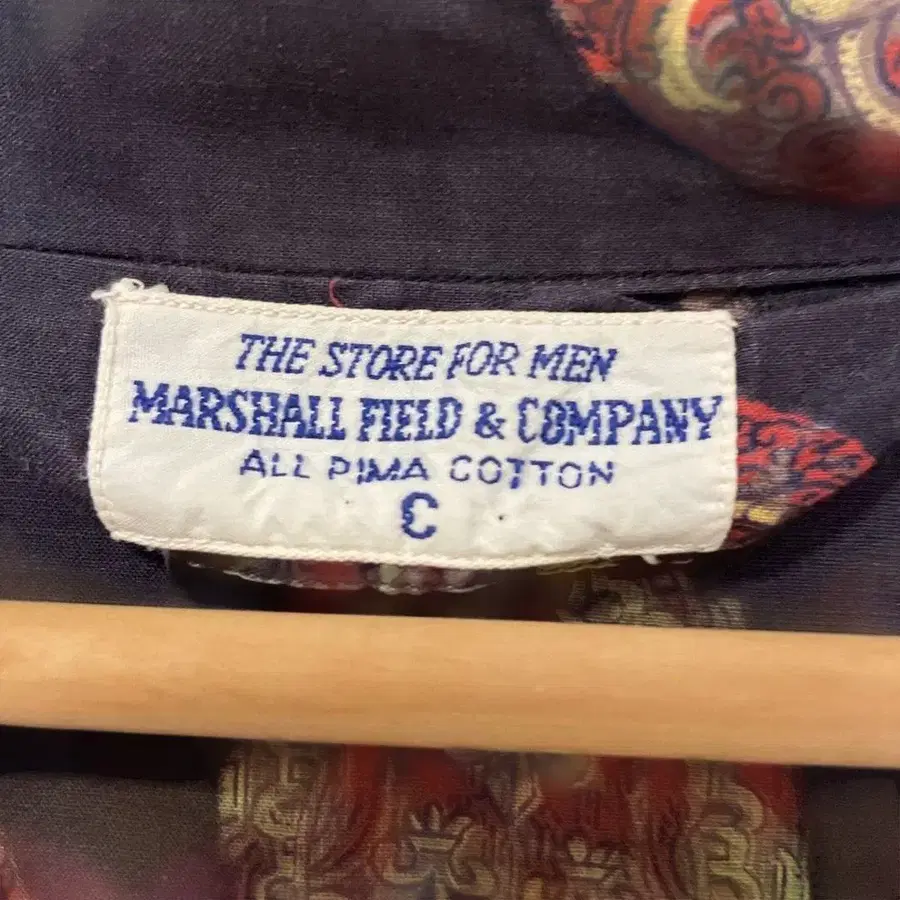 THE STORE FOR MEN
MARSHALL FIELD & COMPANY
ALL PIMA COTTON
C